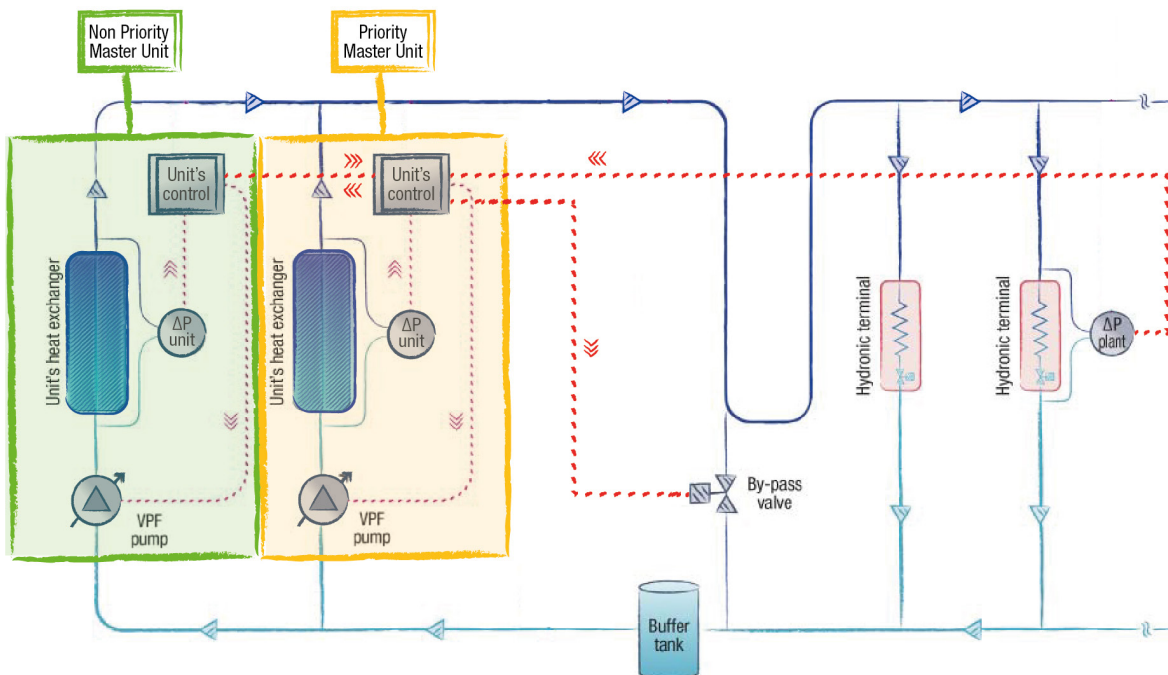 Non Priority
Master Unit
Priority
Master Unit
Unit's
control
Unit's
control
Unit's heat exchanger
ΔP
unit
Unit's heat exchanger
ΔP
unit
VPF
pump
VPF
pump
Hydronic terminal
Hydronic terminal
ΔP
plant
By-pass
valve
Buffer
tank